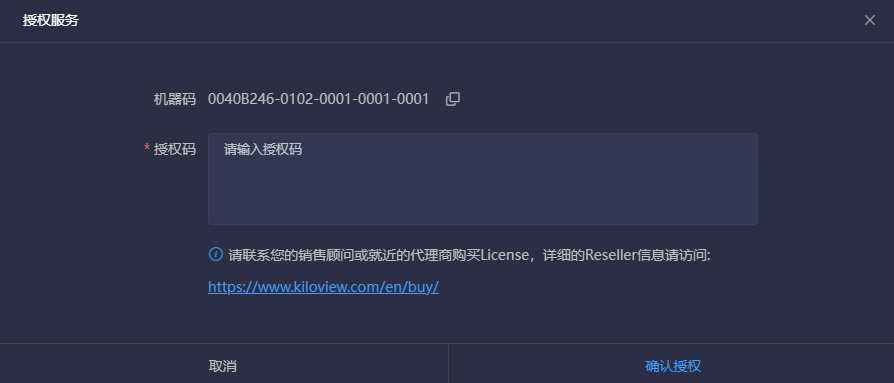 授权服务
机器码 0040B246-0102-0001-0001-0001
* 授权码 请输入授权码
请联系您的销售顾问或就近的代理商购买License，详细的Reseller信息请访问:
https://www.kiloview.com/en/buy/
取消 确认授权